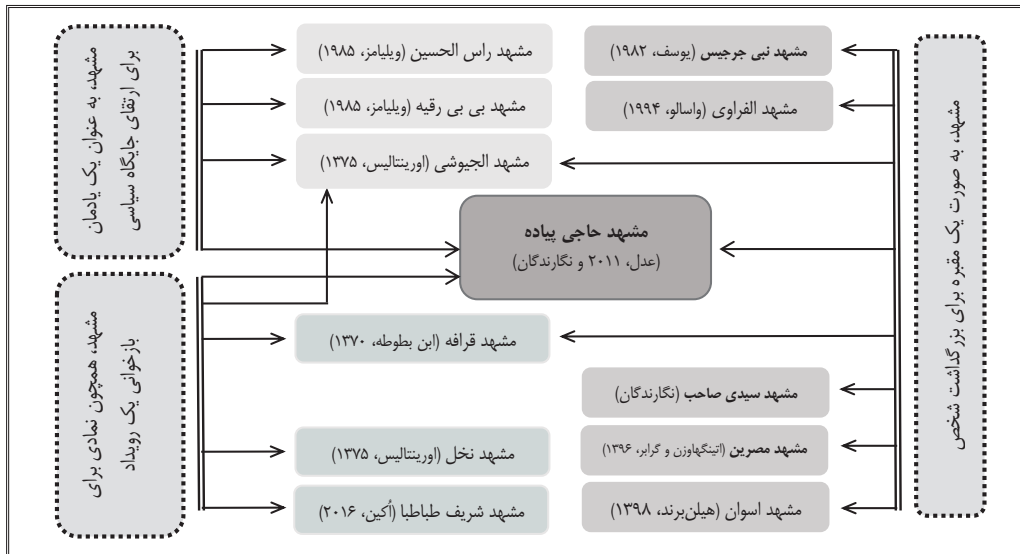 مشهد، به صورت یک مقبره برای بزرگداشت شخص
مشهد نبی جرجیس (یوسف، ۱۹۸۲)
مشهد الفراوی (واسالو، ۱۹۹۴)
مشهد راس الحسین (ویلیامز، ۱۹۸۵)
مشهد بی بی رقیه (ویلیامز، ۱۹۸۵)
مشهد الجیوشی (اورینتالیس، ۱۳۷۵)
مشهد، به عنوان یک یادمان
برای ارتقای جایگاه سیاسی
مشهد حاجی پیاده
(عدل، ۲۰۱۱ و نگارندگان)
مشهد قرافه (ابن بطوطه، ۱۳۷۰)
مشهد سیدی صاحب (نگارندگان)
مشهد مصرین (اتینگهاوزن و گرابر، ۱۳۹۶)
مشهد اسوان (هیلن‌برند، ۱۳۹۸)
مشهد نخل (اورینتالیس، ۱۳۷۵)
مشهد شریف طباطبا (أکین، ۲۰۱۶)
مشهد، همچون نمادی برای
بازخوانی یک رویداد